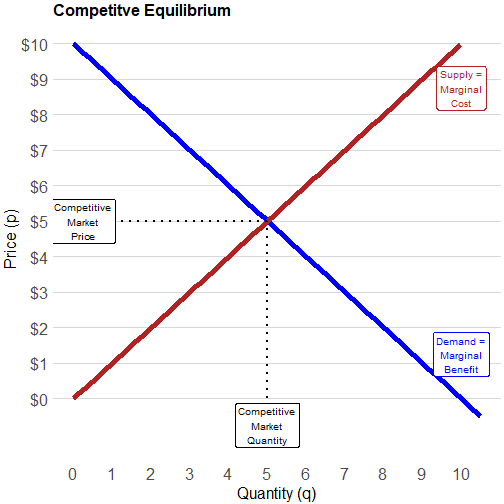 Competitve Equilibrium
$10
$9
$8
$7
$6
$5
$4
$3
$2
$1
$0
Price (p)
Supply =
Marginal
Cost
Competitive
Market
Price
Demand =
Marginal
Benefit
Competitive
Market
Quantity
0 1 2 3 4 5 6 7 8 9 10
Quantity (q)